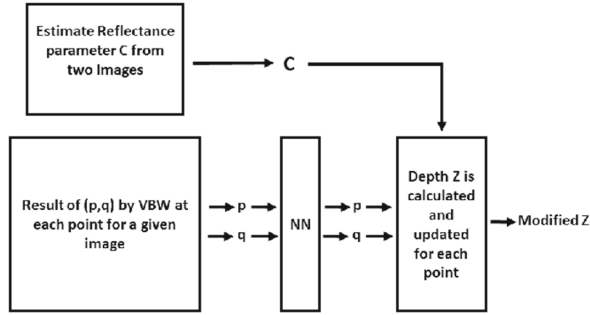 Estimate Reflectance
parameter C from
two Images
C
Result of (p,q) by VBW at
each point for a given
image
p
q
NN
p
q
Depth Z is
calculated
and
updated
for each
point
Modified Z